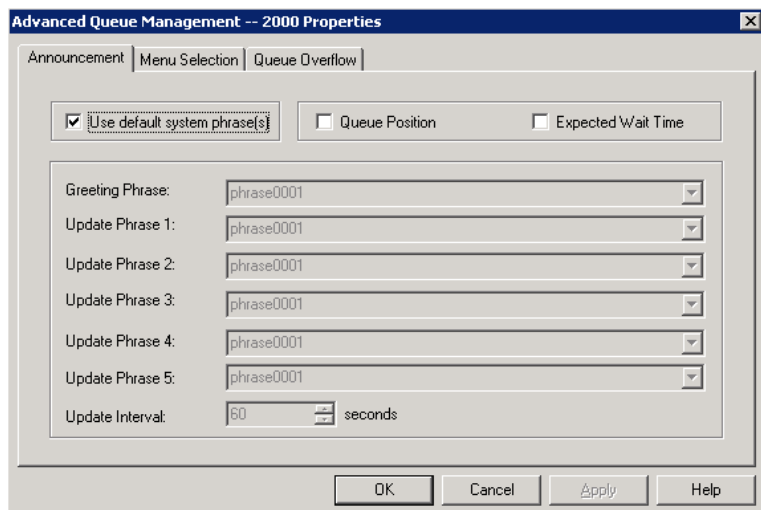 Advanced Queue Management -- 2000 Properties
Announcement Menu Selection Queue Overflow
Use default system phrase(s) Queue Position Expected Wait Time
Greeting Phrase: phrase0001
Update Phrase 1: phrase0001
Update Phrase 2: phrase0001
Update Phrase 3: phrase0001
Update Phrase 4: phrase0001
Update Phrase 5: phrase0001
Update Interval: 60 seconds
OK Cancel Apply Help